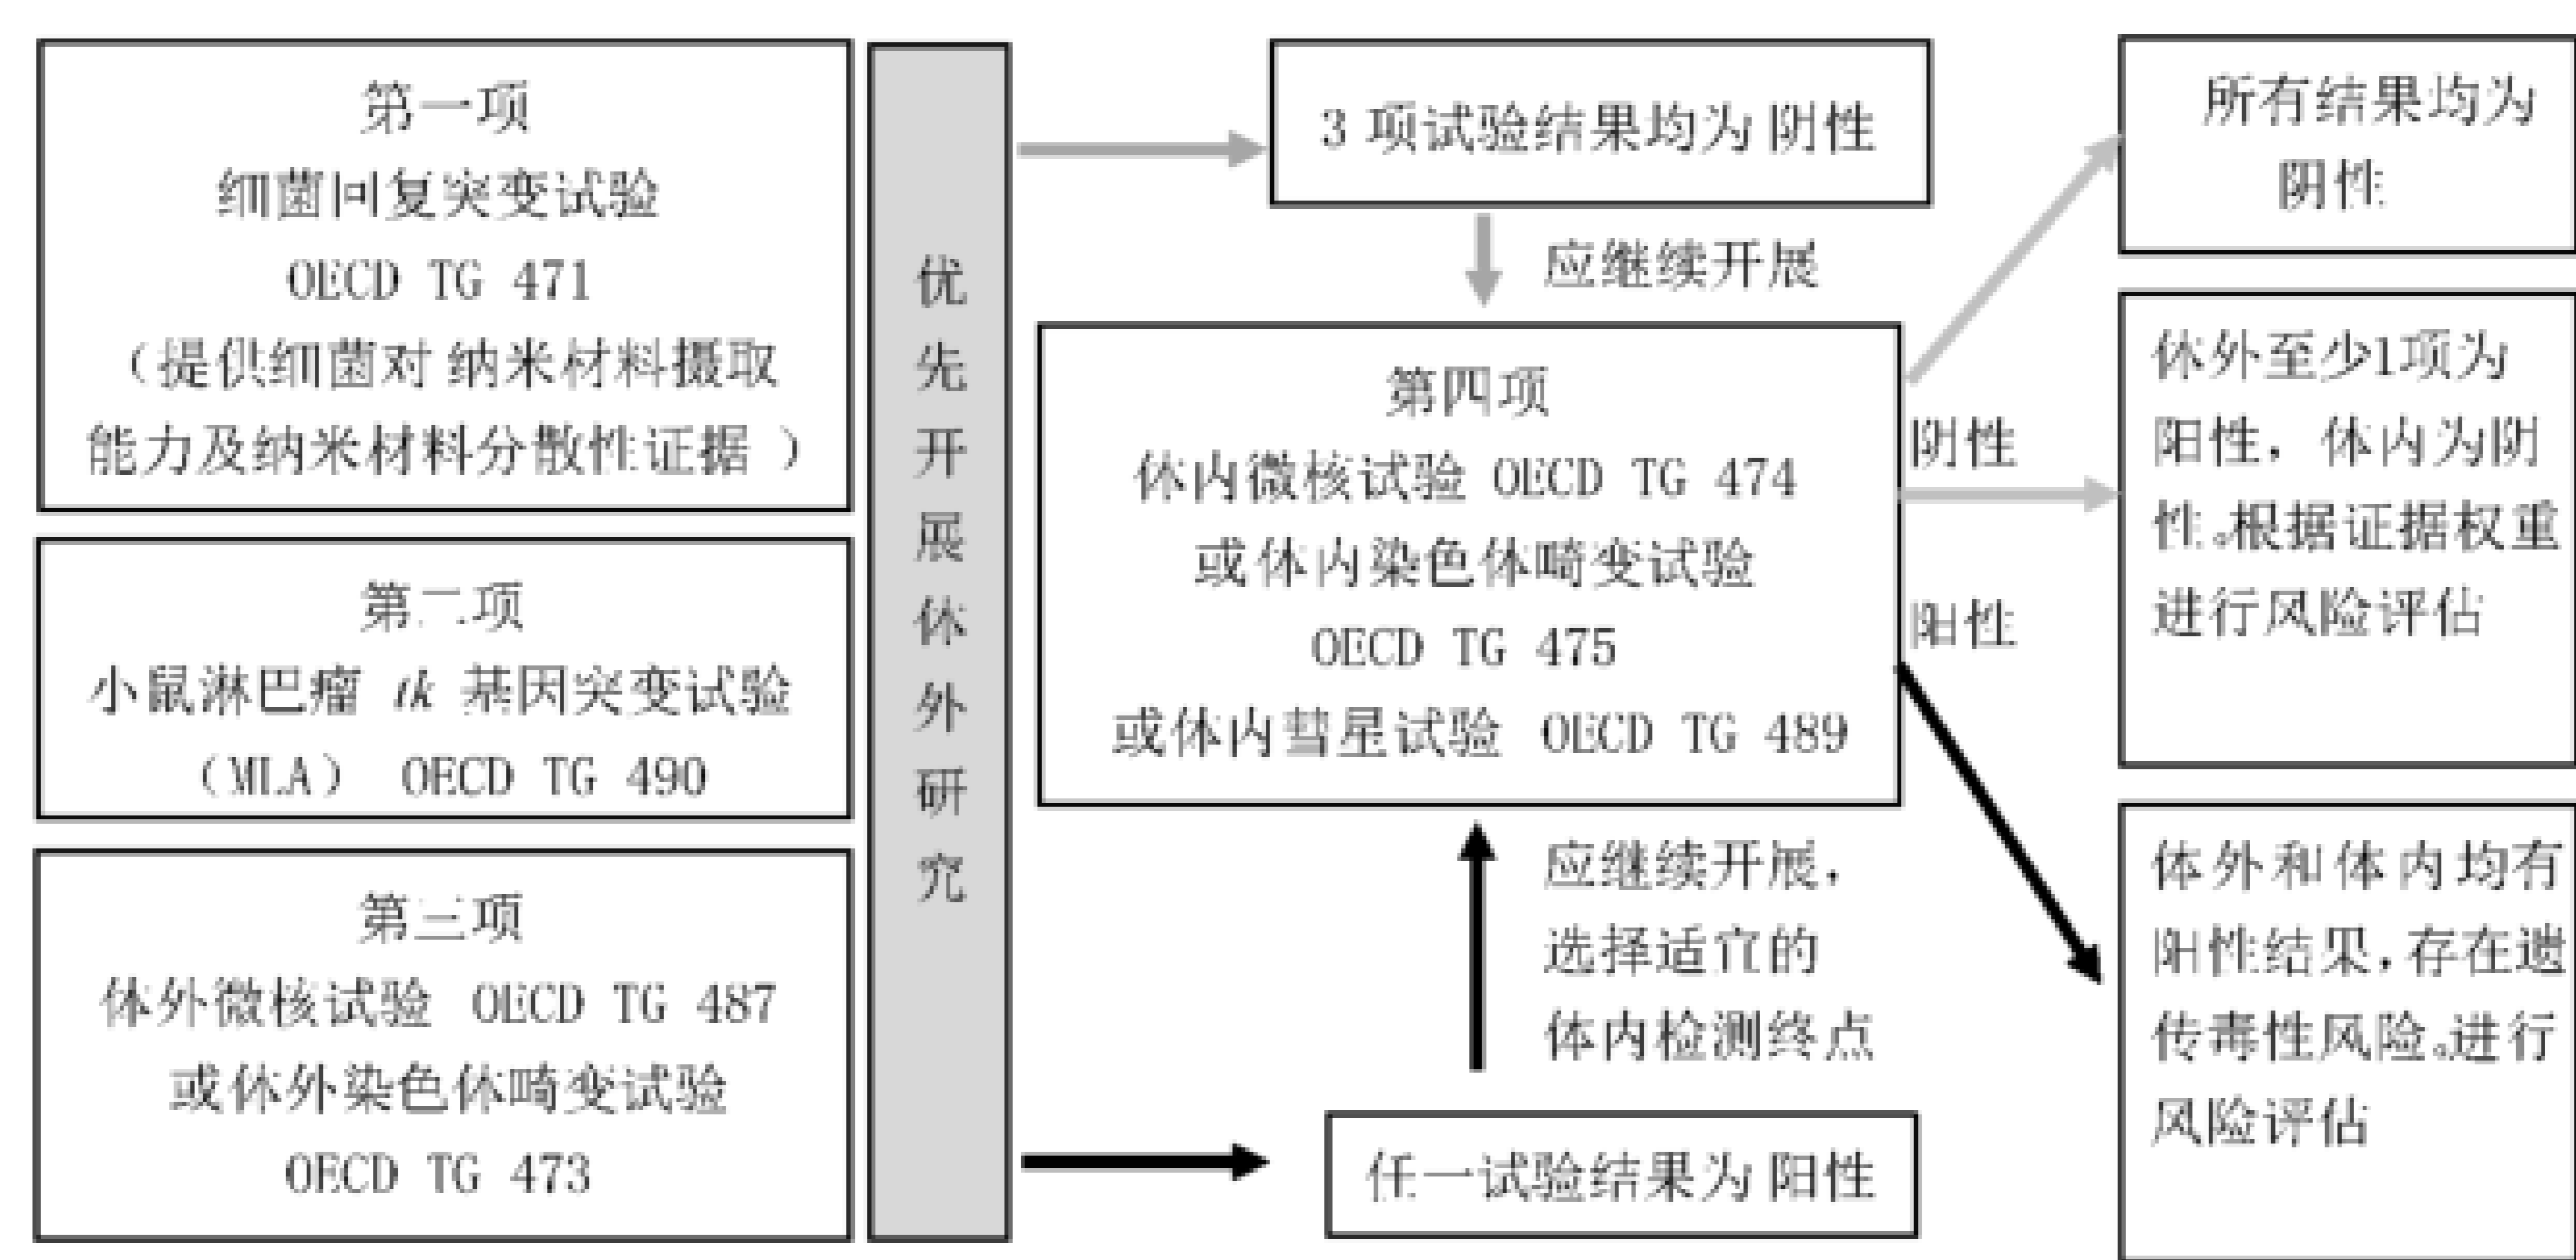 第一项
细菌回复突变试验
OECD TG 471
（提供细菌对纳米材料摄取
能力及纳米材料分散性证据）
第二项
小鼠淋巴瘤 tk 基因突变试验
（MLA） OECD TG 490
第三项
体外微核试验 OECD TG 487
或体外染色体畸变试验
OECD TG 473
优先开展体外研究
3 项试验结果均为阴性
应继续开展
第四项
体内微核试验 OECD TG 474
或体内染色体畸变试验
OECD TG 475
或体内彗星试验 OECD TG 489
应继续开展，
选择适宜的
体内检测终点
任一试验结果为阳性
阴性
阳性
所有结果均为
阴性
体外至少1项为
阳性，体内为阴
性。根据证据权重
进行风险评估
体外和体内均有
阳性结果，存在遗
传毒性风险。进行
风险评估